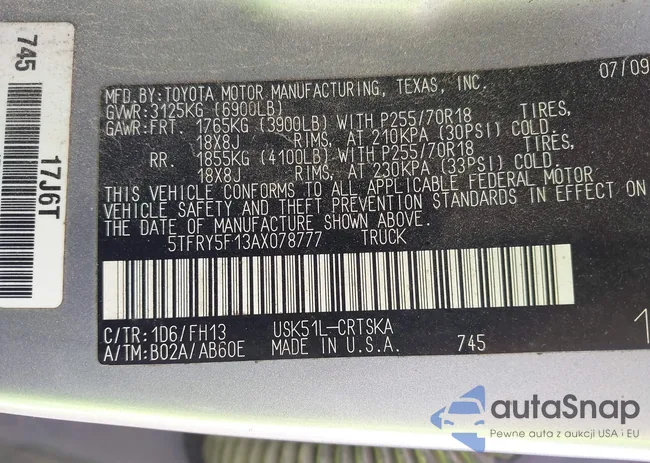 745
17J6T
MFD.BY:TOYOTA MOTOR MANUFACTURING, TEXAS, INC. 07/09
GVWR:3125KG (6900LB)
GAWR:FRT. 1765KG (3900LB) WITH P255/70R18 TIRES,
18X8J RIMS, AT 210KPA (30PSI) COLD.
RR. 1855KG (4100LB) WITH P255/70R18 TIRES,
18X8J RIMS, AT 230KPA (33PSI) COLD.
THIS VEHICLE CONFORMS TO ALL APPLICABLE FEDERAL MOTOR
VEHICLE SAFETY AND THEFT PREVENTION STANDARDS IN EFFECT ON
THE DATE OF MANUFACTURE SHOWN ABOVE.
5TFRY5F13AX078777 TRUCK
C/TR:1D6/FH13 USK51L-CRTSKA
A/TM:B02A/AB60E MADE IN U.S.A. 745
1
autaSnap
Pewne auta z aukcji USA i EU